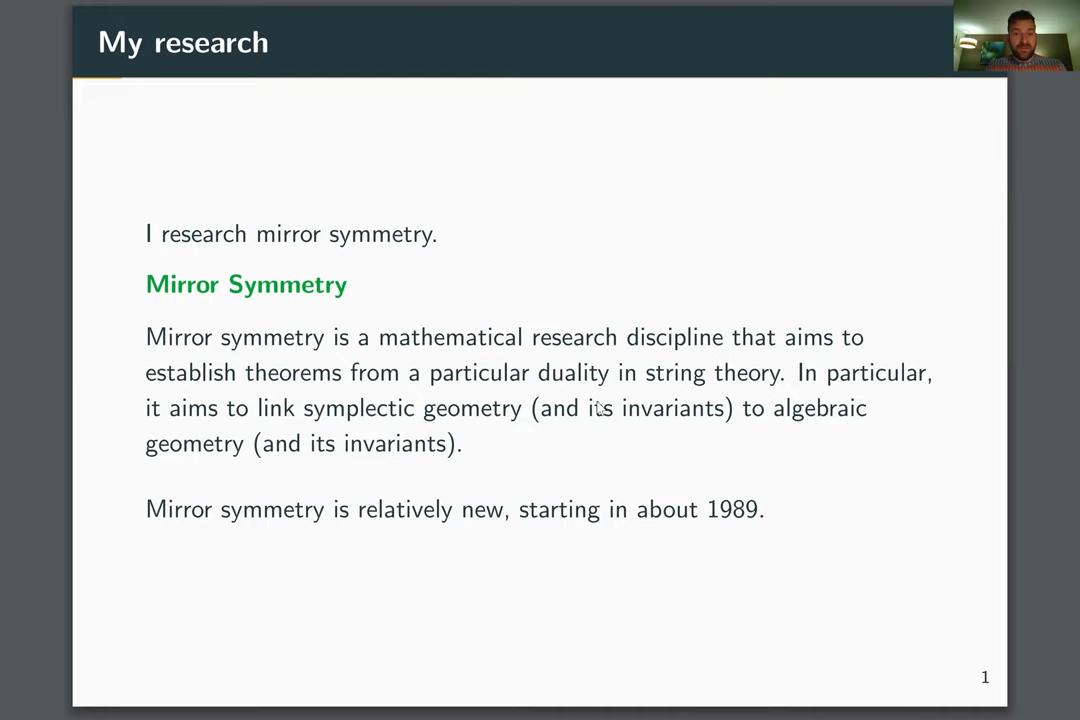 My research
I research mirror symmetry.
Mirror Symmetry
Mirror symmetry is a mathematical research discipline that aims to
establish theorems from a particular duality in string theory. In particular,
it aims to link symplectic geometry (and its invariants) to algebraic
geometry (and its invariants).
Mirror symmetry is relatively new, starting in about 1989.
1